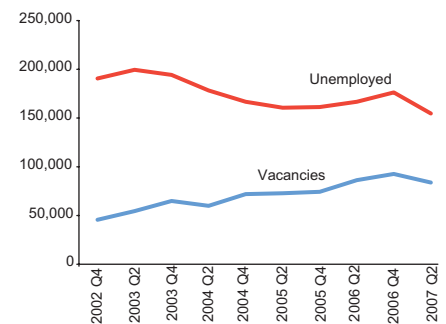 250,000
200,000
150,000
100,000
50,000
0
Unemployed
Vacancies
2002 Q4
2003 Q2
2003 Q4
2004 Q2
2004 Q4
2005 Q2
2005 Q4
2006 Q2
2006 Q4
2007 Q2